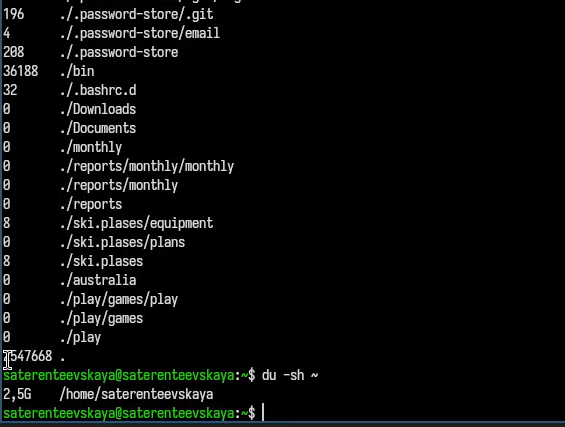 196 ./.password-store/.git
4 ./.password-store/email
208 ./.password-store
36188 ./bin
32 ./.bashrc.d
0 ./Downloads
0 ./Documents
0 ./monthly
0 ./reports/monthly/monthly
0 ./reports/monthly
0 ./reports
8 ./ski.plases/equipment
0 ./ski.plases/plans
8 ./ski.plases
0 ./australia
0 ./play/games/play
0 ./play/games
0 ./play
2547668 .
saterenteevskaya@saterenteevskaya:~$ du -sh ~
2,5G /home/saterenteevskaya
saterenteevskaya@saterenteevskaya:~$